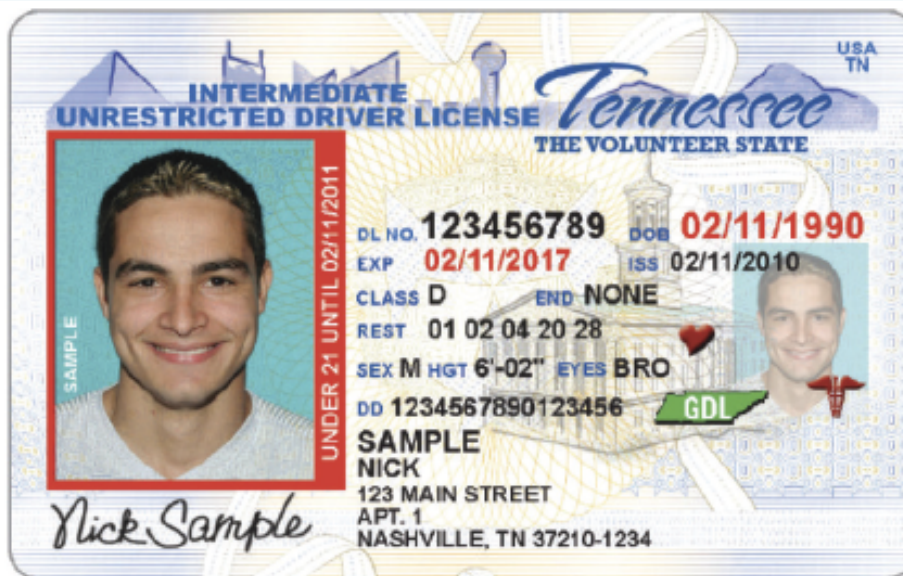 USA
TN
INTERMEDIATE
UNRESTRICTED DRIVER LICENSE
Tennessee
THE VOLUNTEER STATE
SAMPLE
UNDER 21 UNTIL 02/11/2011
DL NO. 123456789 DOB 02/11/1990
EXP 02/11/2017 ISS 02/11/2010
CLASS D END NONE
REST 01 02 04 20 28
SEX M HGT 6'-02" EYES BRO
DD 1234567890123456
GDL
SAMPLE
NICK
123 MAIN STREET
APT. 1
NASHVILLE, TN 37210-1234
Nick Sample